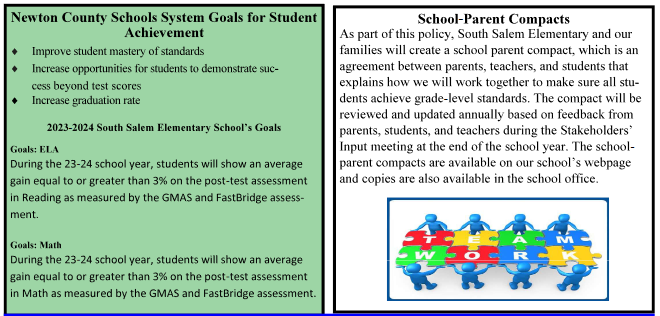 Newton County Schools System Goals for Student
Achievement
♦ Improve student mastery of standards
♦ Increase opportunities for students to demonstrate suc-
cess beyond test scores
♦ Increase graduation rate
2023-2024 South Salem Elementary School’s Goals
Goals: ELA
During the 23-24 school year, students will show an average
gain equal to or greater than 3% on the post-test assessment
in Reading as measured by the GMAS and FastBridge assess-
ment.
Goals: Math
During the 23-24 school year, students will show an average
gain equal to or greater than 3% on the post-test assessment
in Math as measured by the GMAS and FastBridge assessment.
School-Parent Compacts
As part of this policy, South Salem Elementary and our
families will create a school parent compact, which is an
agreement between parents, teachers, and students that
explains how we will work together to make sure all stu-
dents achieve grade-level standards. The compact will be
reviewed and updated annually based on feedback from
parents, students, and teachers during the Stakeholders’
Input meeting at the end of the school year. The school-
parent compacts are available on our school’s webpage
and copies are also available in the school office.
TEAM
WORK